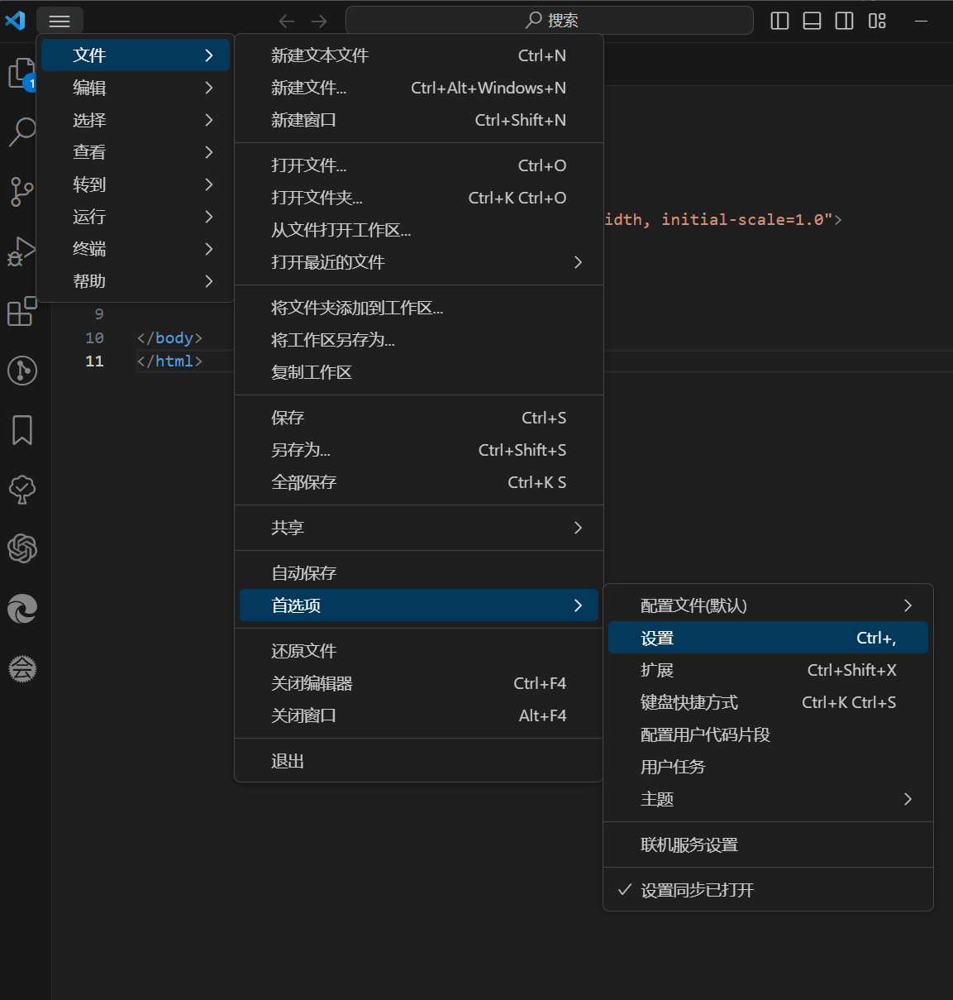 搜索
文件
编辑
选择
查看
转到
运行
终端
帮助
1
新建文本文件 Ctrl+N
新建文件... Ctrl+Alt+Windows+N
新建窗口 Ctrl+Shift+N
打开文件... Ctrl+O
打开文件夹... Ctrl+K Ctrl+O
从文件打开工作区...
打开最近的文件
将文件夹添加到工作区...
将工作区另存为...
复制工作区
保存 Ctrl+S
另存为... Ctrl+Shift+S
全部保存 Ctrl+K S
共享
自动保存
首选项
还原文件
关闭编辑器 Ctrl+F4
关闭窗口 Alt+F4
退出
配置文件(默认)
设置 Ctrl+,
扩展 Ctrl+Shift+X
键盘快捷方式 Ctrl+K Ctrl+S
配置用户代码片段
用户任务
主题
联机服务设置
设置同步已打开
idth, initial-scale=1.0">
9
10 </body>
11 </html>
会